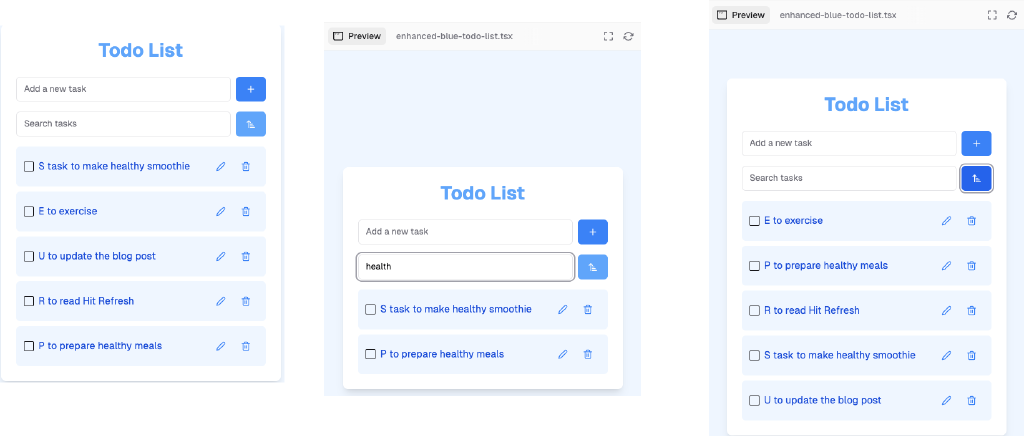 Todo List
Add a new task
Search tasks
S task to make healthy smoothie
E to exercise
U to update the blog post
R to read Hit Refresh
P to prepare healthy meals
Preview enhanced-blue-todo-list.tsx
Todo List
Add a new task
health
S task to make healthy smoothie
P to prepare healthy meals
Preview enhanced-blue-todo-list.tsx
Todo List
Add a new task
Search tasks
E to exercise
P to prepare healthy meals
R to read Hit Refresh
S task to make healthy smoothie
U to update the blog post